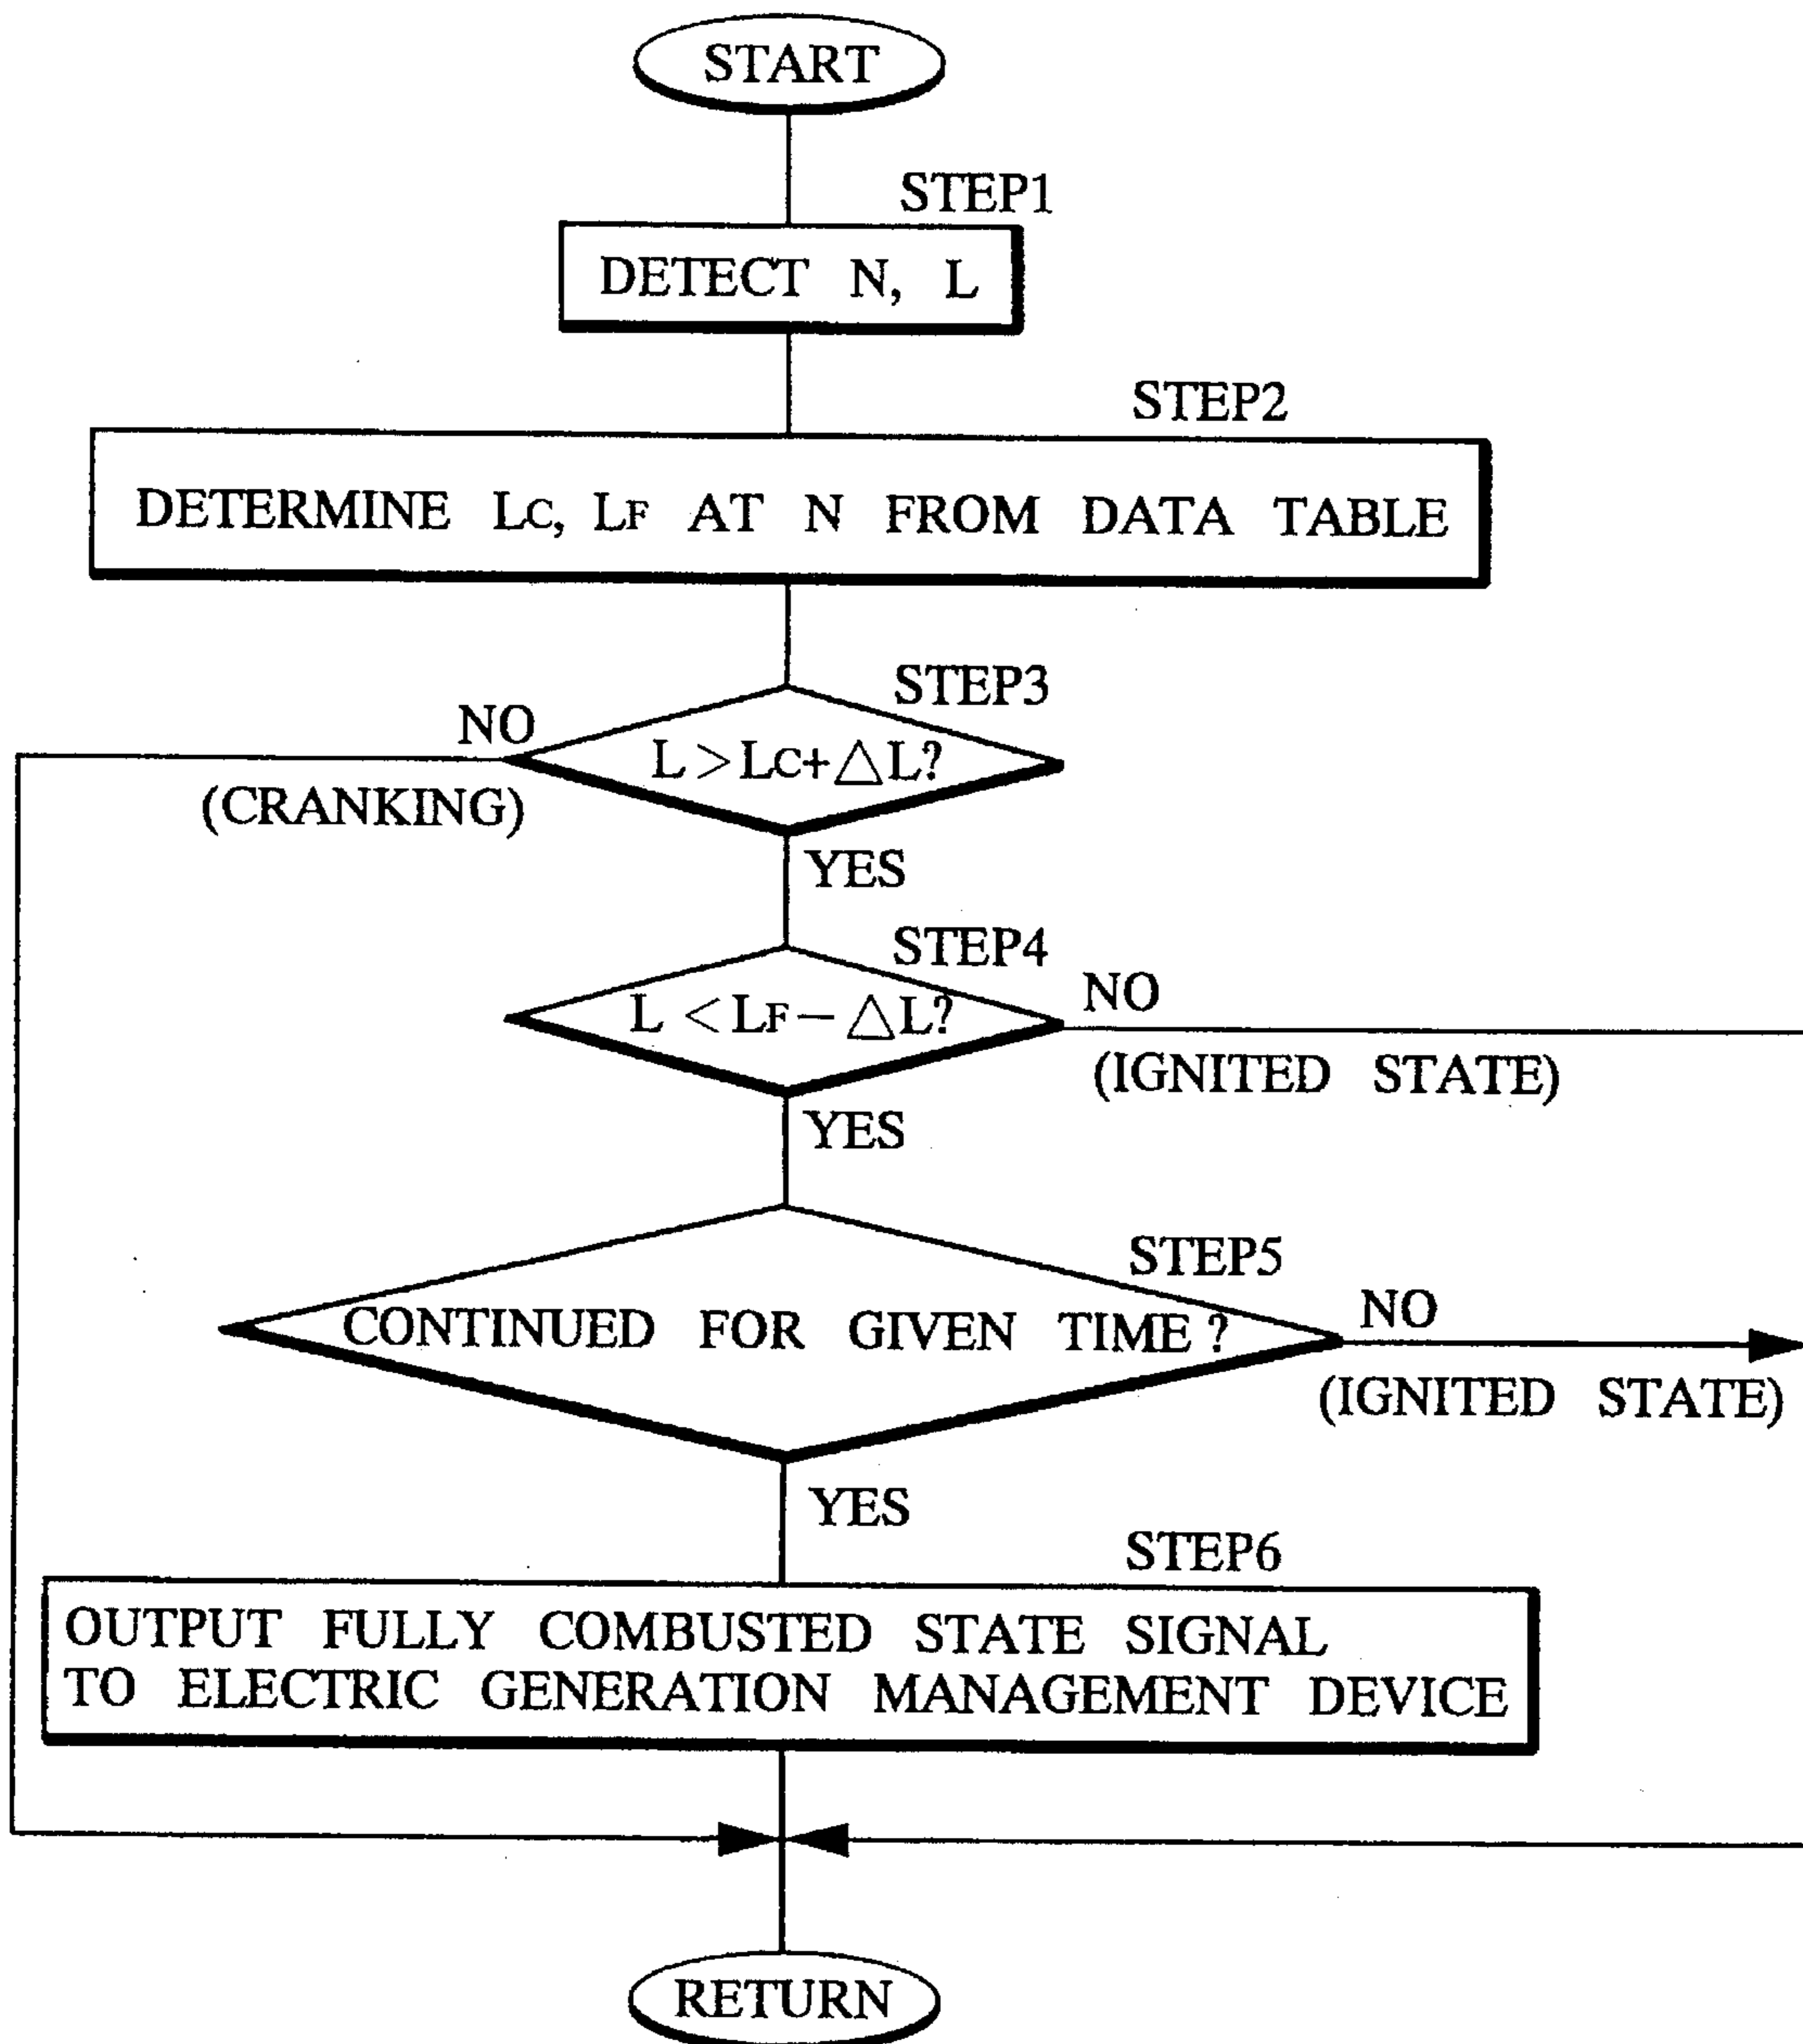 START
STEP1
DETECT N, L
STEP2
DETERMINE LC, LF AT N FROM DATA TABLE
STEP3
NO
L > LC+△L?
(CRANKING)
YES
STEP4
NO
L < LF−△L?
(IGNITED STATE)
YES
STEP5
NO
CONTINUED FOR GIVEN TIME ?
(IGNITED STATE)
YES
STEP6
OUTPUT FULLY COMBUSTED STATE SIGNAL
TO ELECTRIC GENERATION MANAGEMENT DEVICE
RETURN